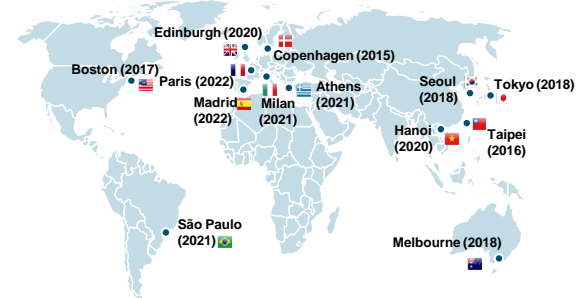 Edinburgh (2020)
Copenhagen (2015)
Boston (2017)
Paris (2022)
Madrid
(2022)
Milan
(2021)
Athens
(2021)
Seoul
(2018)
Tokyo (2018)
Hanoi
(2020)
Taipei
(2016)
São Paulo
(2021)
Melbourne (2018)